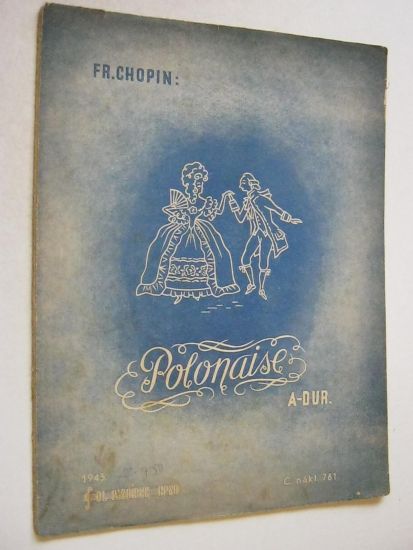 FR.CHOPIN:
Polonaise
A-DUR.
1943
Č. nákl. 761